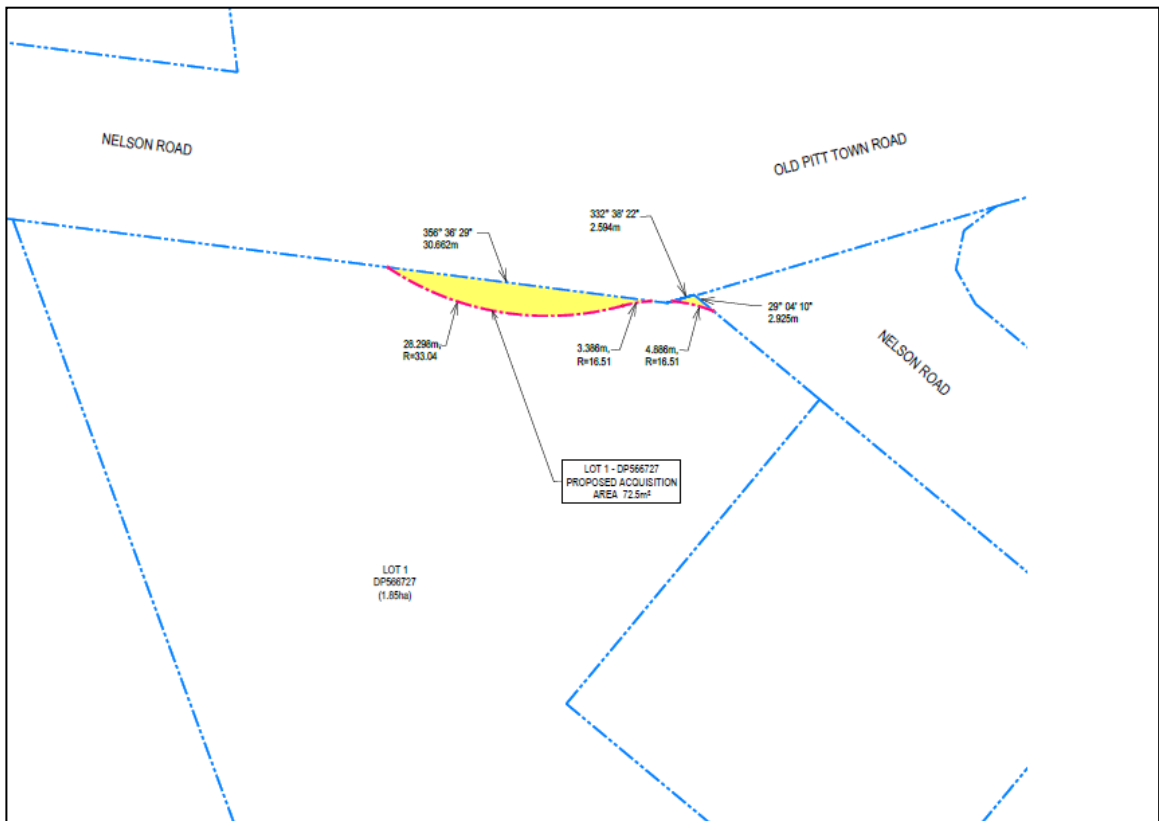 NELSON ROAD
OLD PITT TOWN ROAD
332° 38' 22"
2.594m
356° 36' 29"
30.662m
29° 04' 10"
2.925m
28.298m,
R=33.04
3.386m,
R=16.51
4.886m,
R=16.51
NELSON ROAD
LOT 1 - DP566727
PROPOSED ACQUISITION
AREA 72.5m²
LOT 1
DP566727
(1.85ha)